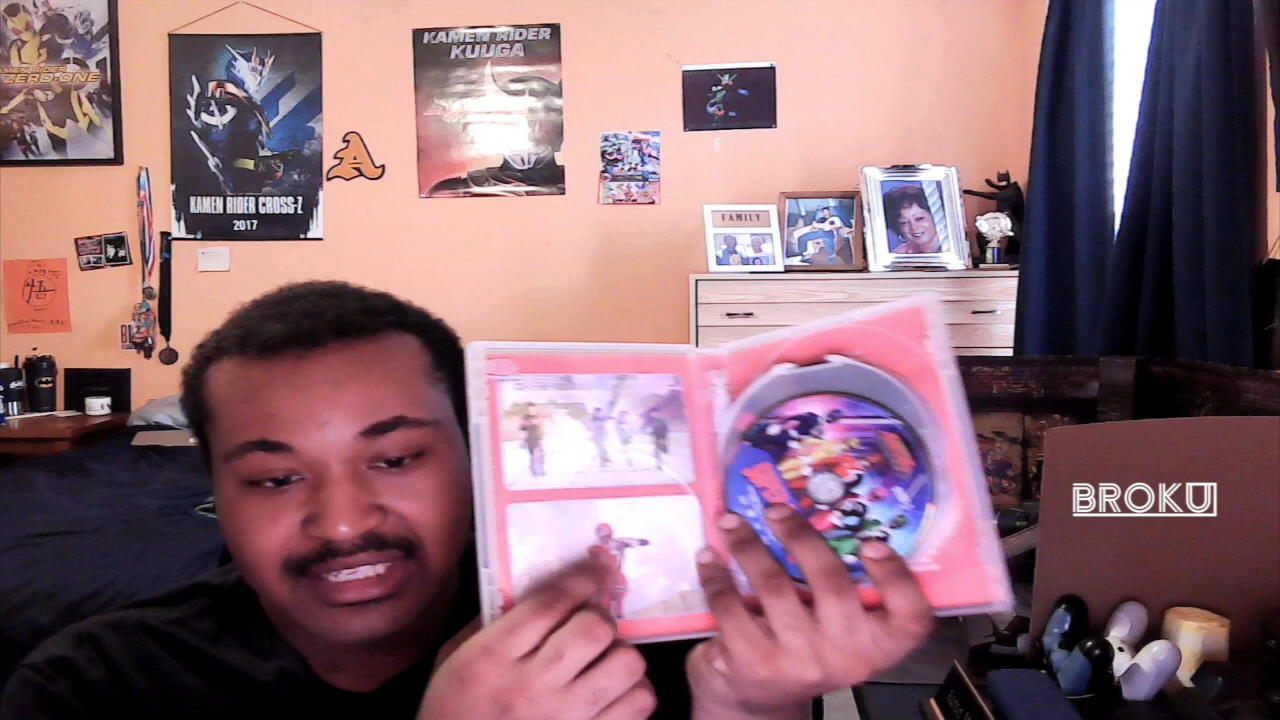 KAMEN RIDER
ZERO-ONE
KAMEN RIDER CROSS-Z
2017
A
KAMEN RIDER
KUUGA
FAMILY
BROKU